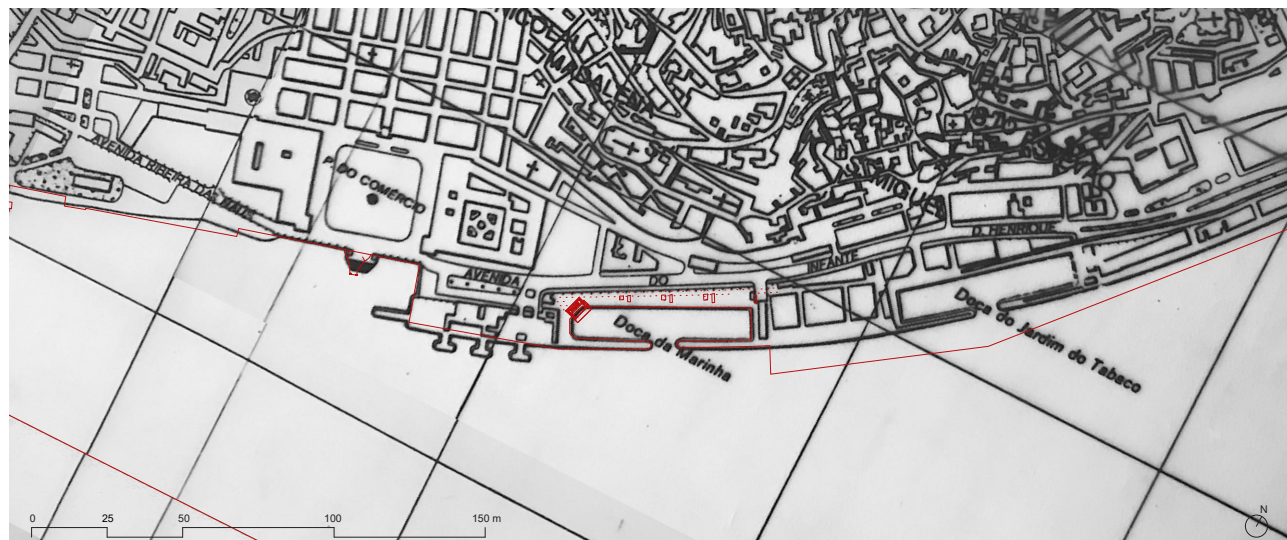 MADALENA
MIGUEL
AVENIDA RIBEIRA DAS NAUS
P. DO COMÉRCIO
AVENIDA
DO
INFANTE
D. HENRIQUE
Doca da Marinha
Doca do Jardim do Tabaco
0 25 50 100 150 m
N